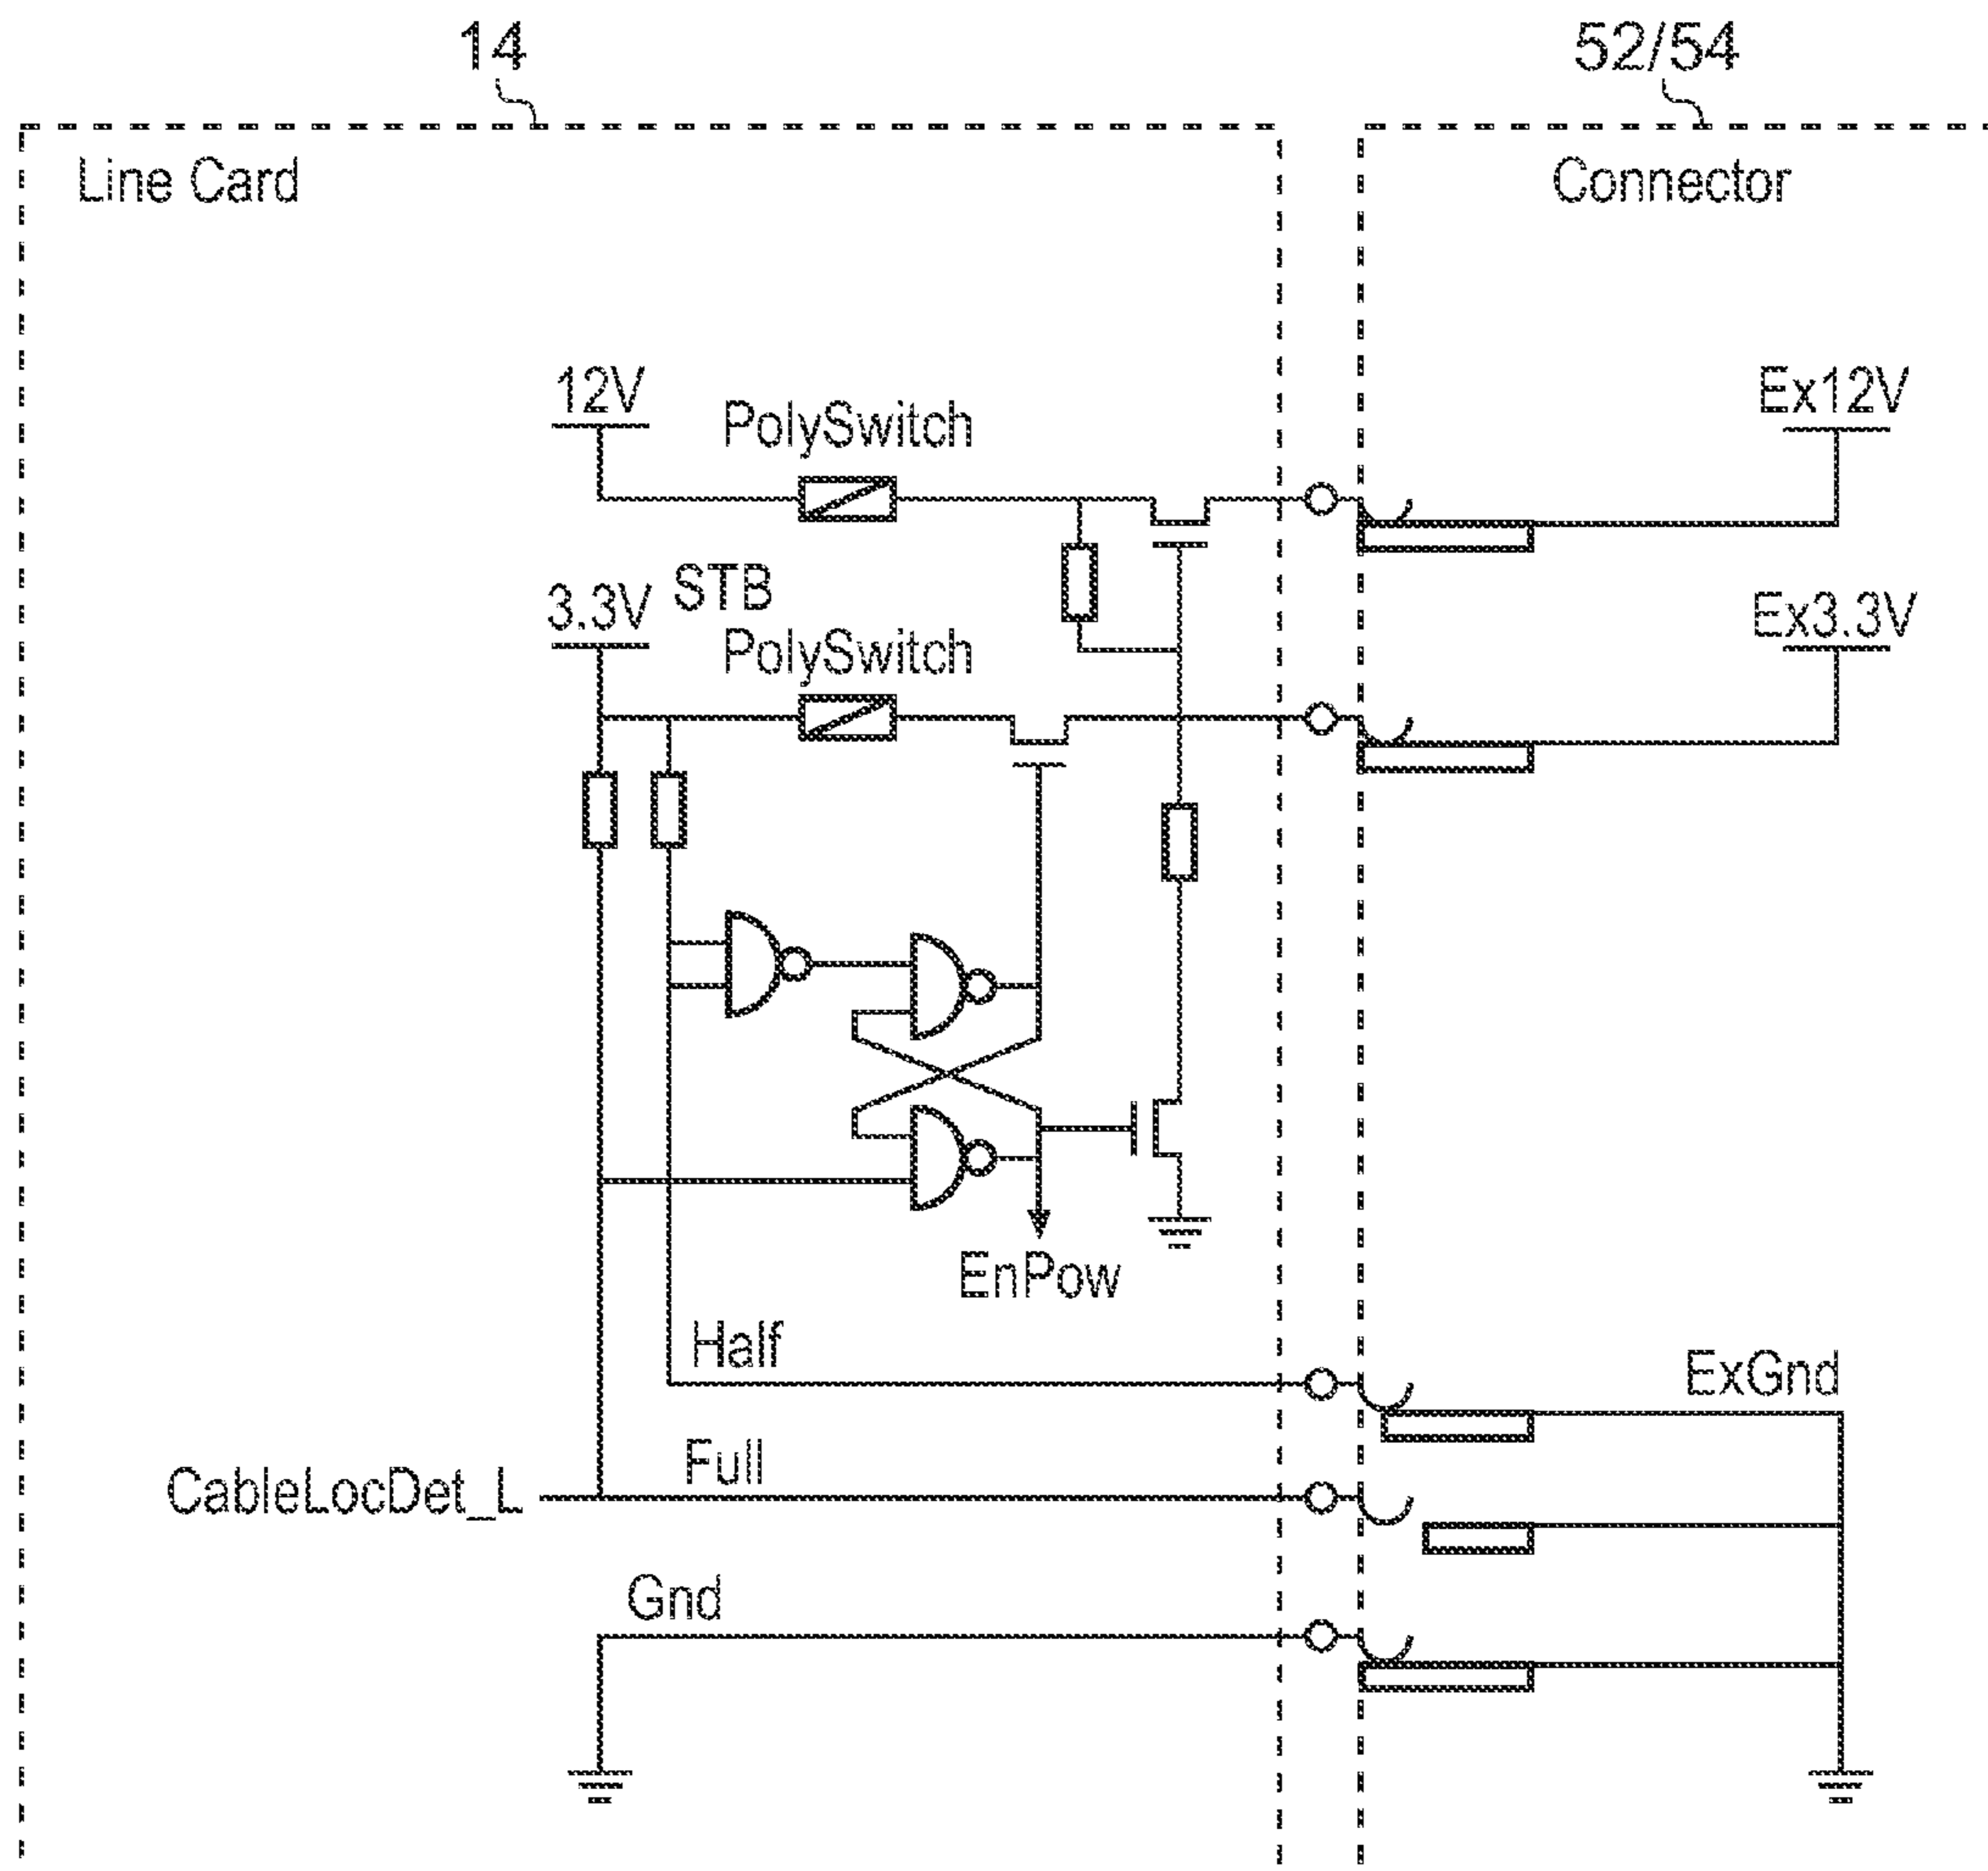 14
52/54
Line Card
Connector
12V
PolySwitch
Ex12V
3.3V STB
PolySwitch
Ex3.3V
EnPow
Half
ExGnd
Full
CableLocDet_L
Gnd